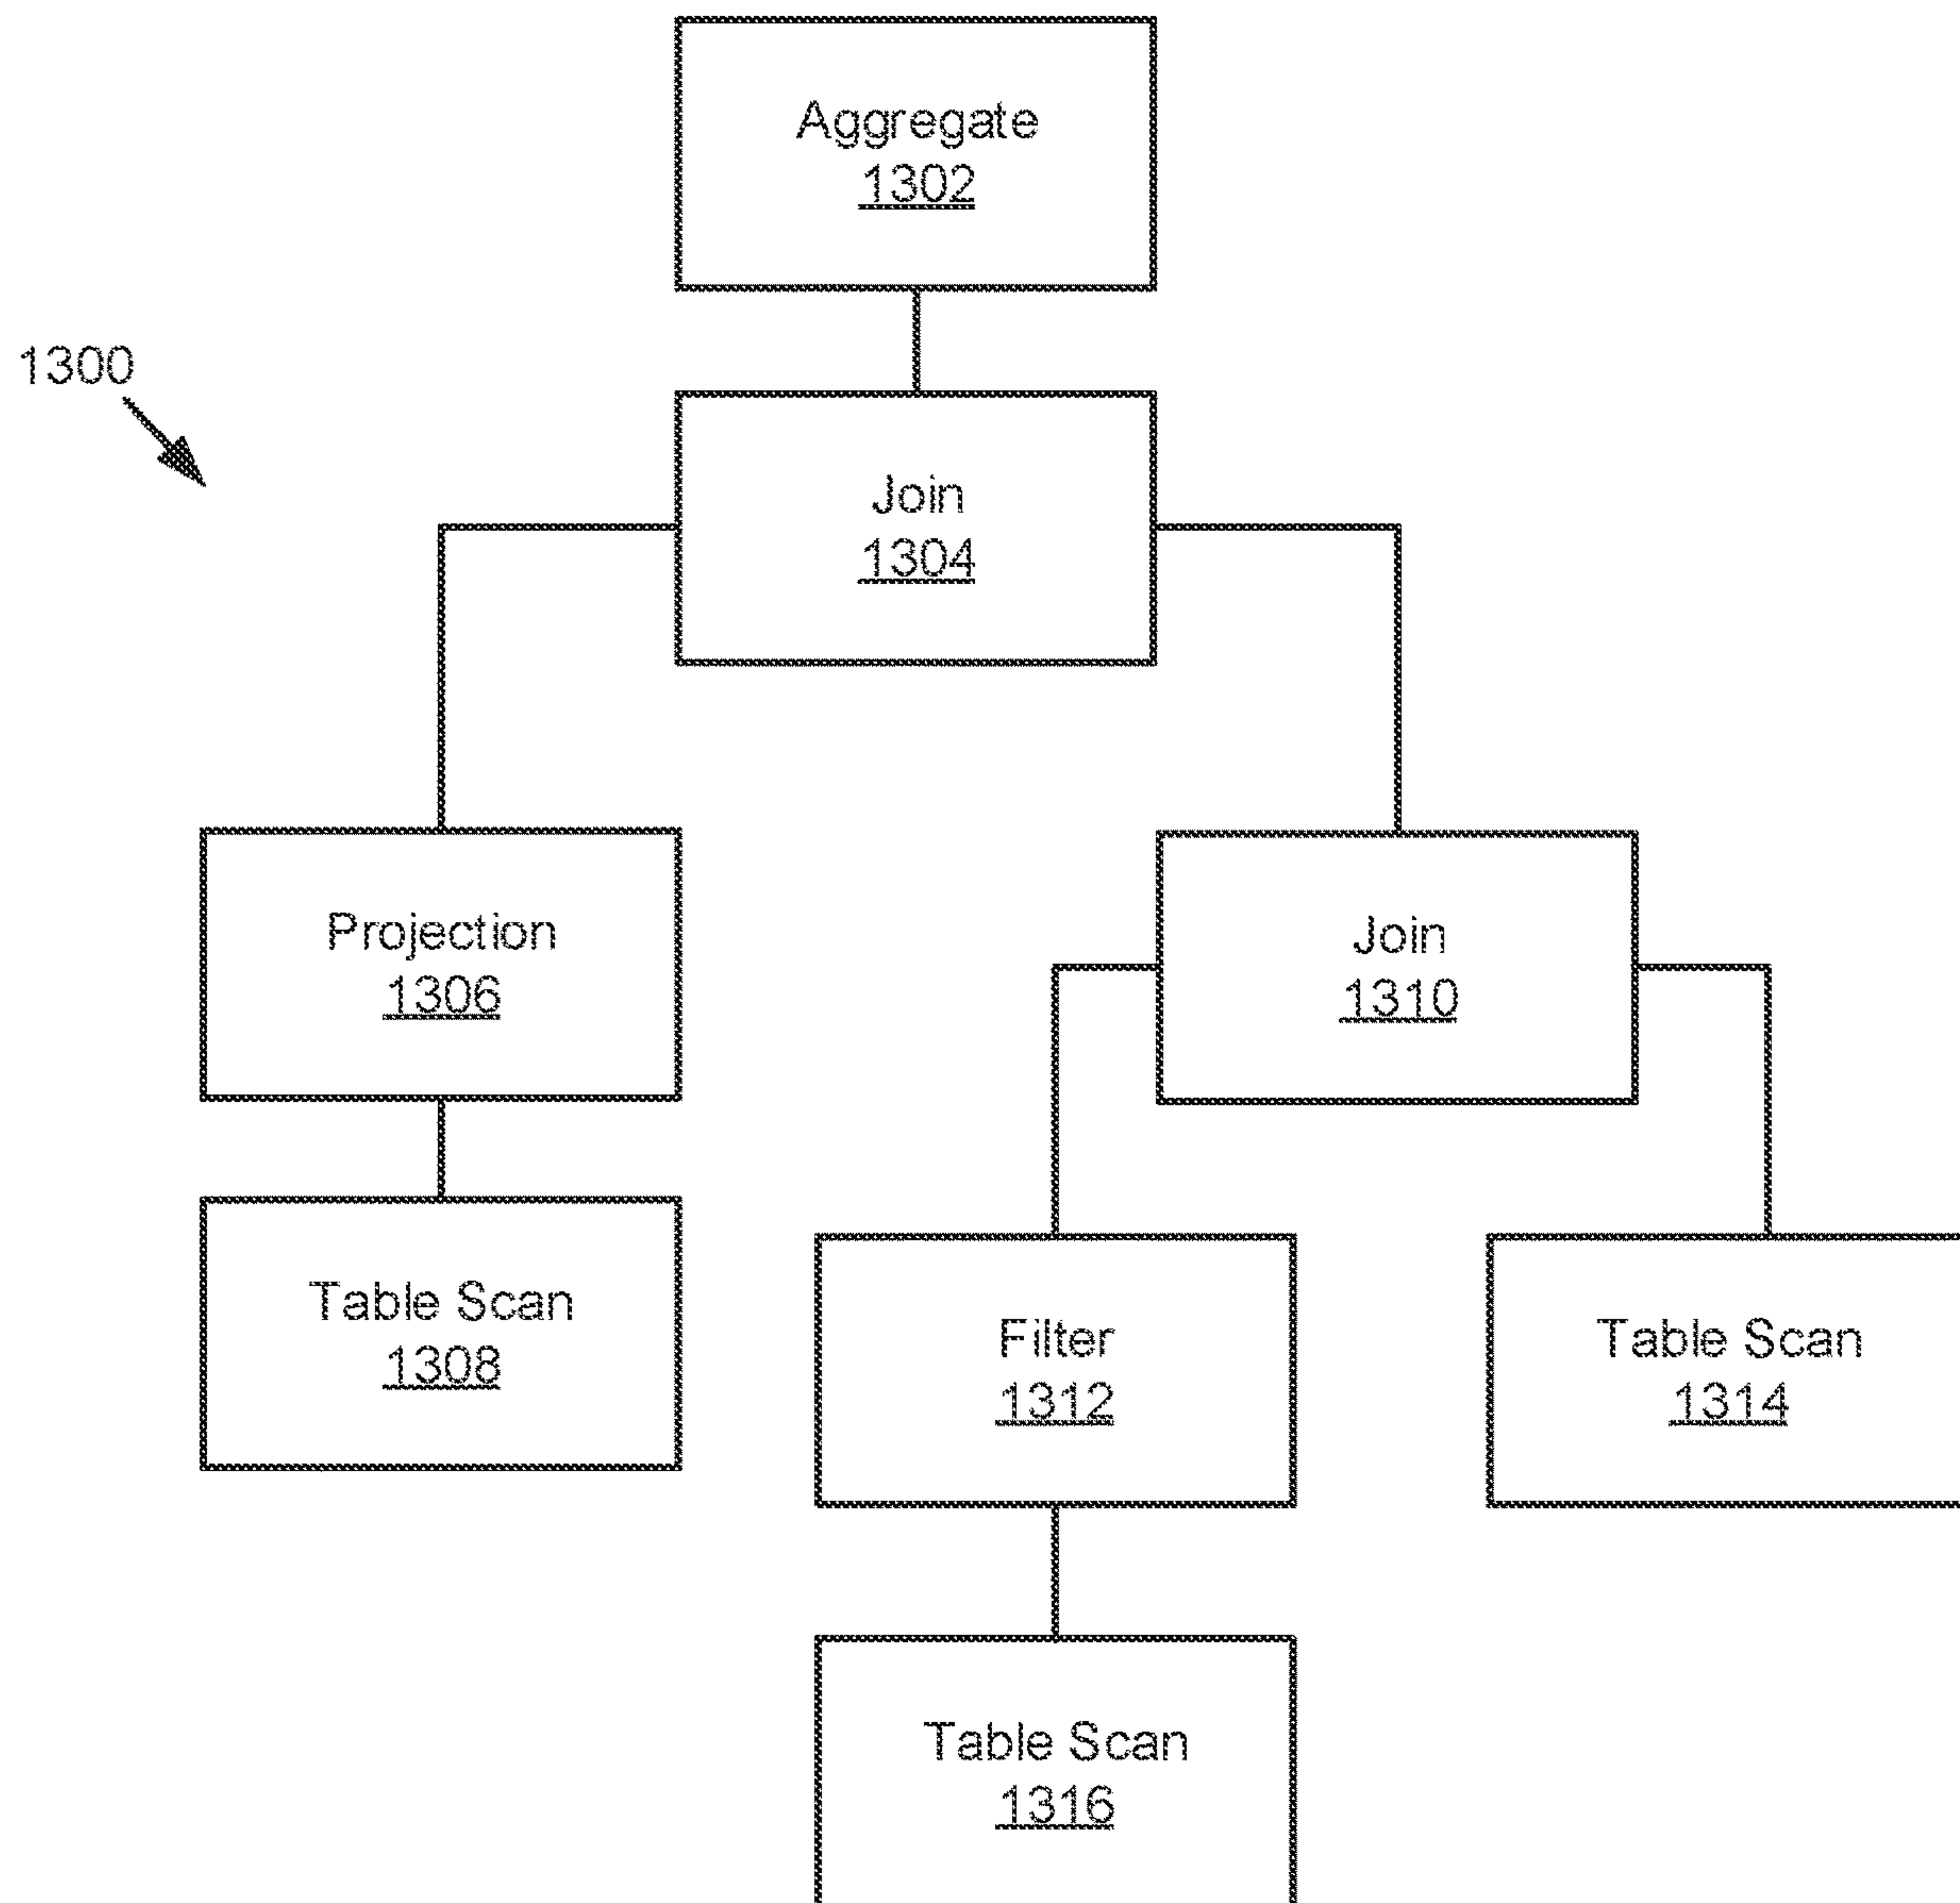 Aggregate
1302
1300
Join
1304
Projection
1306
Join
1310
Table Scan
1308
Filter
1312
Table Scan
1314
Table Scan
1316